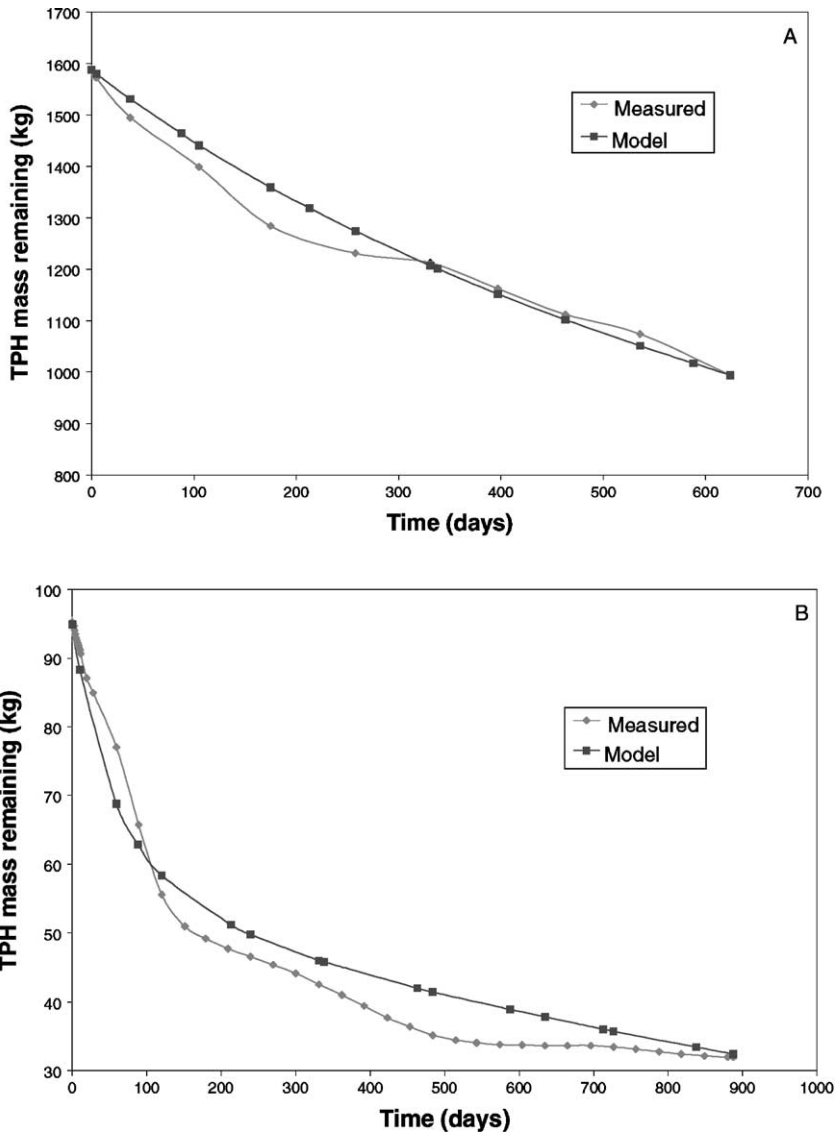 A
1700
1600
1500
1400
1300
1200
1100
1000
900
800
TPH mass remaining (kg)
Measured
Model
0 100 200 300 400 500 600 700
Time (days)
B
100
90
80
70
60
50
40
30
TPH mass remaining (kg)
Measured
Model
0 100 200 300 400 500 600 700 800 900 1000
Time (days)